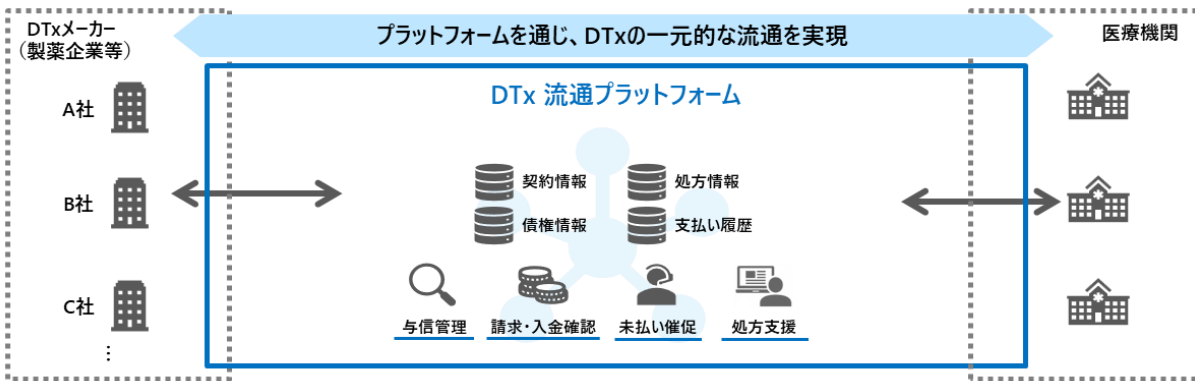 DTxメーカー
（製薬企業等）
プラットフォームを通じ、DTxの一元的な流通を実現
医療機関
DTx 流通プラットフォーム
A社
B社
C社
⋮
契約情報
処方情報
債権情報
支払い履歴
与信管理
請求・入金確認
未払い催促
処方支援